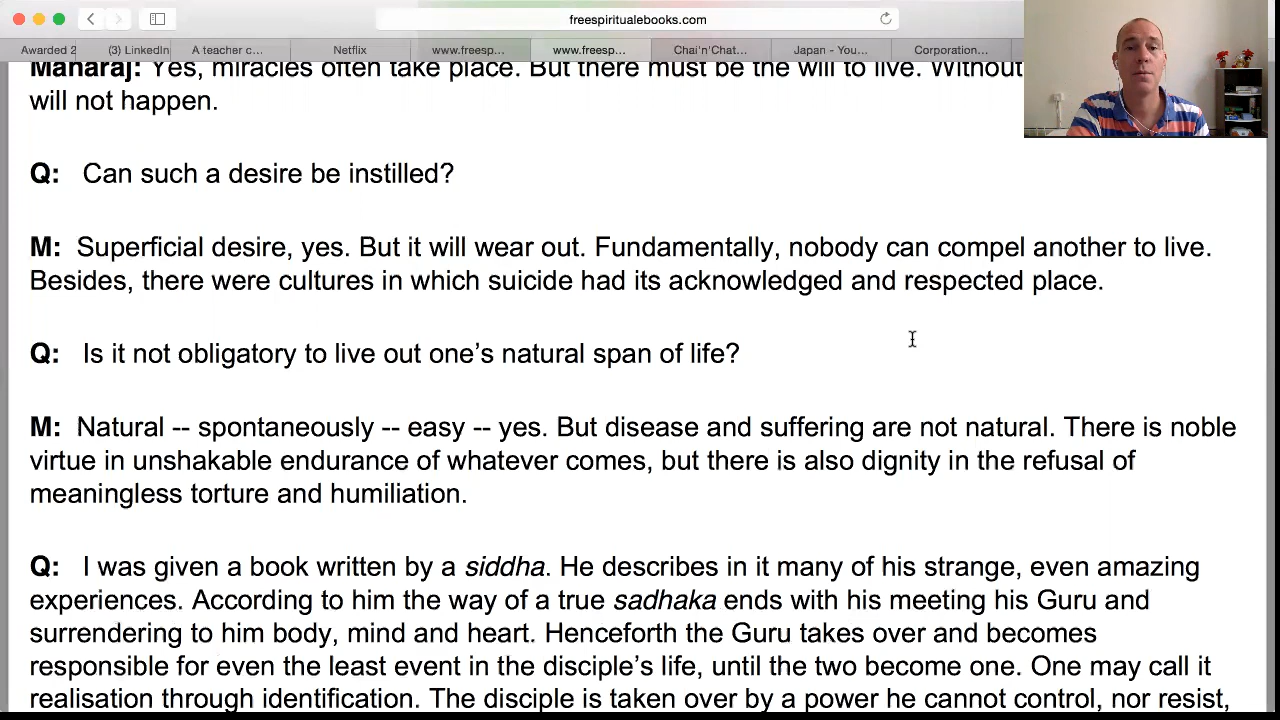 freespiritualebooks.com
Awarded 2
(3) LinkedIn
A teacher c...
Netflix
www.freesp...
www.freesp...
Chai'n'Chat...
Japan - You...
Corporation...
Maharaj: Yes, miracles often take place. But there must be the will to live. Without
will not happen.
Q: Can such a desire be instilled?
M: Superficial desire, yes. But it will wear out. Fundamentally, nobody can compel another to live.
Besides, there were cultures in which suicide had its acknowledged and respected place.
Q: Is it not obligatory to live out one's natural span of life?
M: Natural -- spontaneously -- easy -- yes. But disease and suffering are not natural. There is noble
virtue in unshakable endurance of whatever comes, but there is also dignity in the refusal of
meaningless torture and humiliation.
Q: I was given a book written by a siddha. He describes in it many of his strange, even amazing
experiences. According to him the way of a true sadhaka ends with his meeting his Guru and
surrendering to him body, mind and heart. Henceforth the Guru takes over and becomes
responsible for even the least event in the disciple's life, until the two become one. One may call it
realisation through identification. The disciple is taken over by a power he cannot control, nor resist,